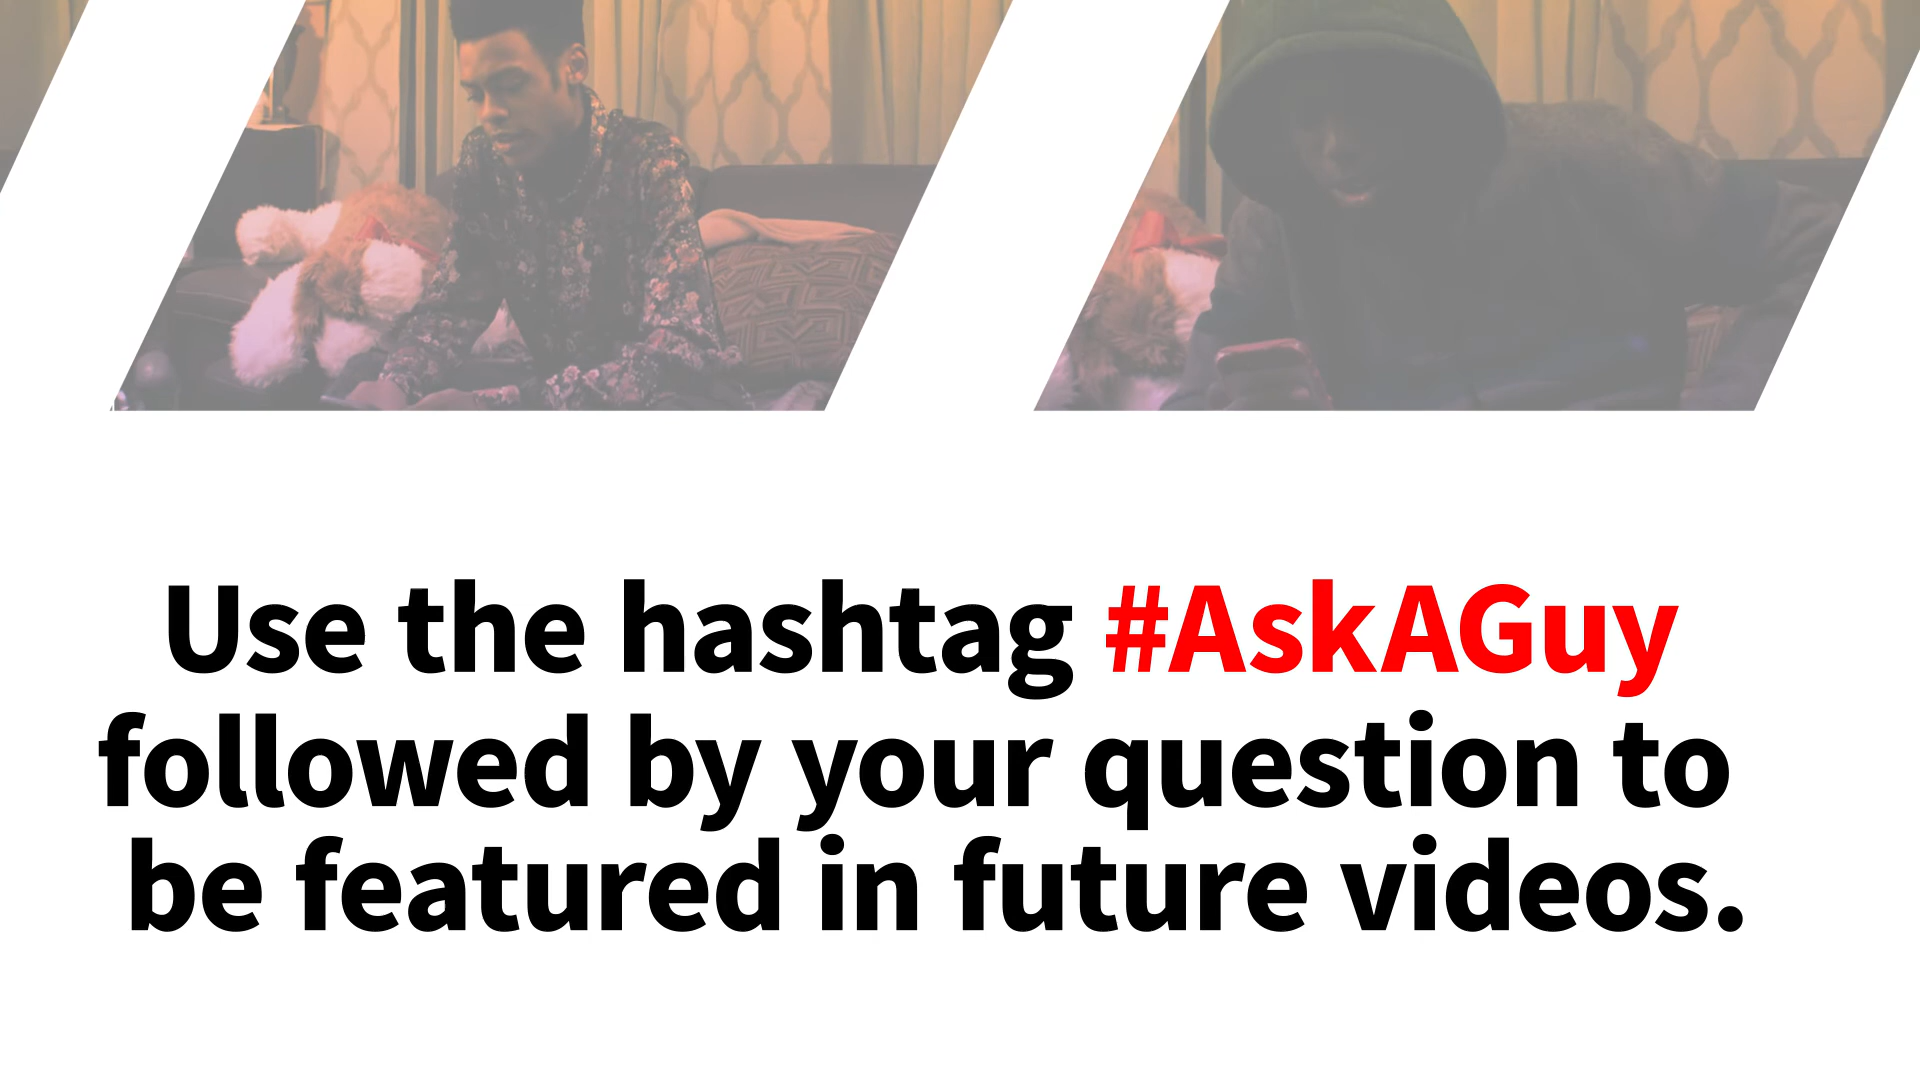 Use the hashtag #AskAGuy
followed by your question to
be featured in future videos.